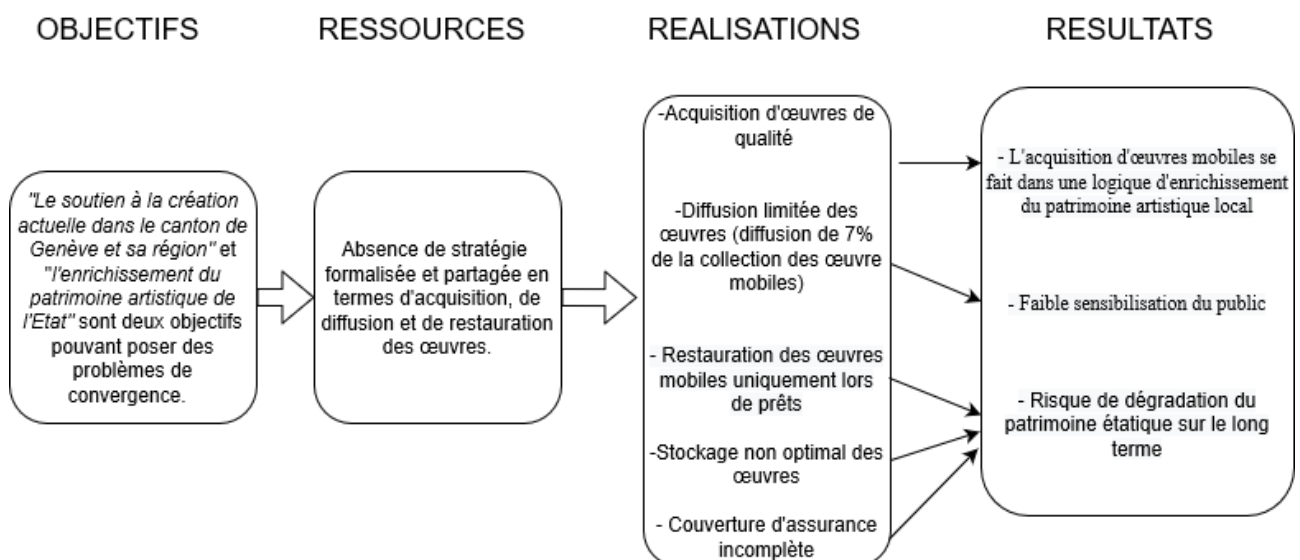 OBJECTIFS
RESSOURCES
REALISATIONS
RESULTATS
"Le soutien à la création
actuelle dans le canton de
Genève et sa région" et
"l'enrichissement du
patrimoine artistique de
l'Etat" sont deux objectifs
pouvant poser des
problèmes de
convergence.
Absence de stratégie
formalisée et partagée en
termes d'acquisition, de
diffusion et de restauration
des œuvres.
-Acquisition d'œuvres de
qualité
-Diffusion limitée des
œuvres (diffusion de 7%
de la collection des œuvre
mobiles)
- Restauration des œuvres
mobiles uniquement lors
de prêts
-Stockage non optimal des
œuvres
- Couverture d'assurance
incomplète
- L'acquisition d'œuvres mobiles se
fait dans une logique d'enrichissement
du patrimoine artistique local
- Faible sensibilisation du public
- Risque de dégradation du
patrimoine étatique sur le long
terme